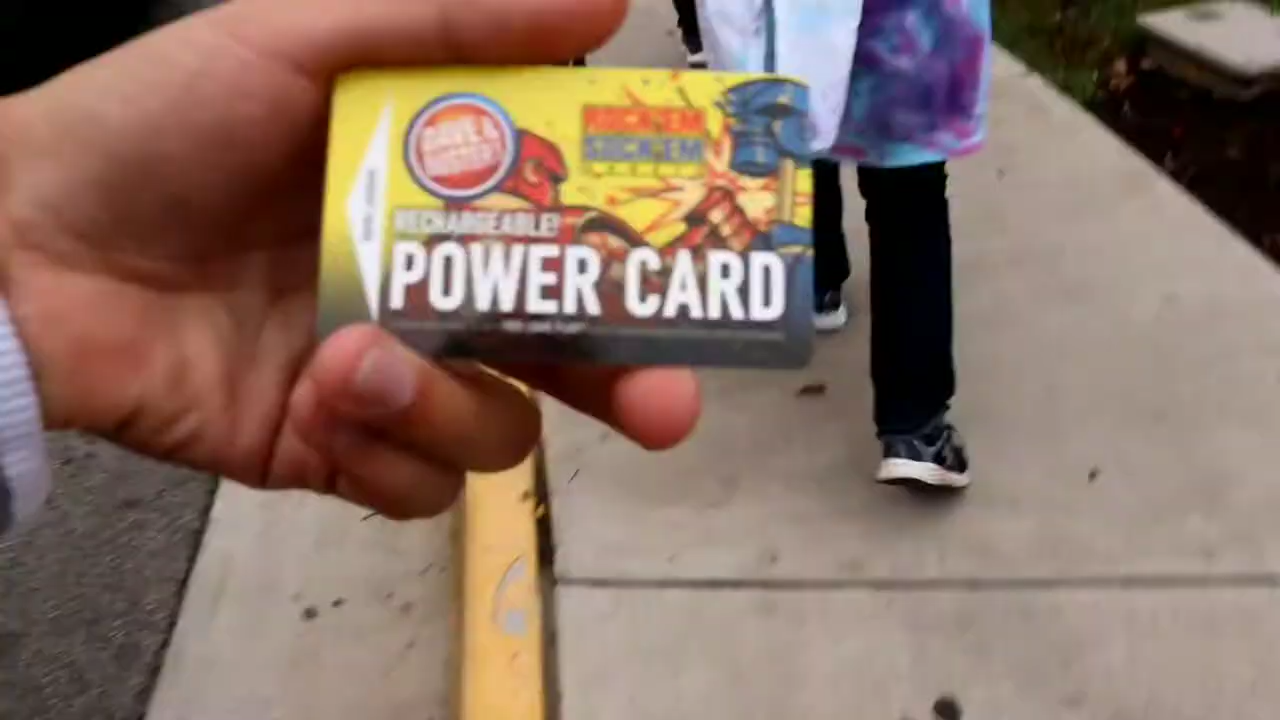 DAVE &
BUSTER'S
ROCK'EM
SOCK'EM
RECHARGEABLE!
POWER CARD